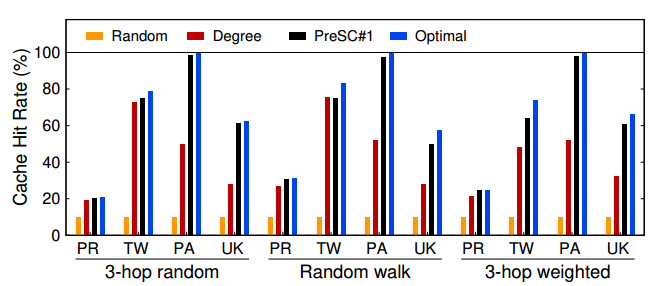 Random Degree PreSC#1 Optimal
Cache Hit Rate (%)
100
80
60
40
20
0
PR TW PA UK PR TW PA UK PR TW PA UK
3-hop random Random walk 3-hop weighted